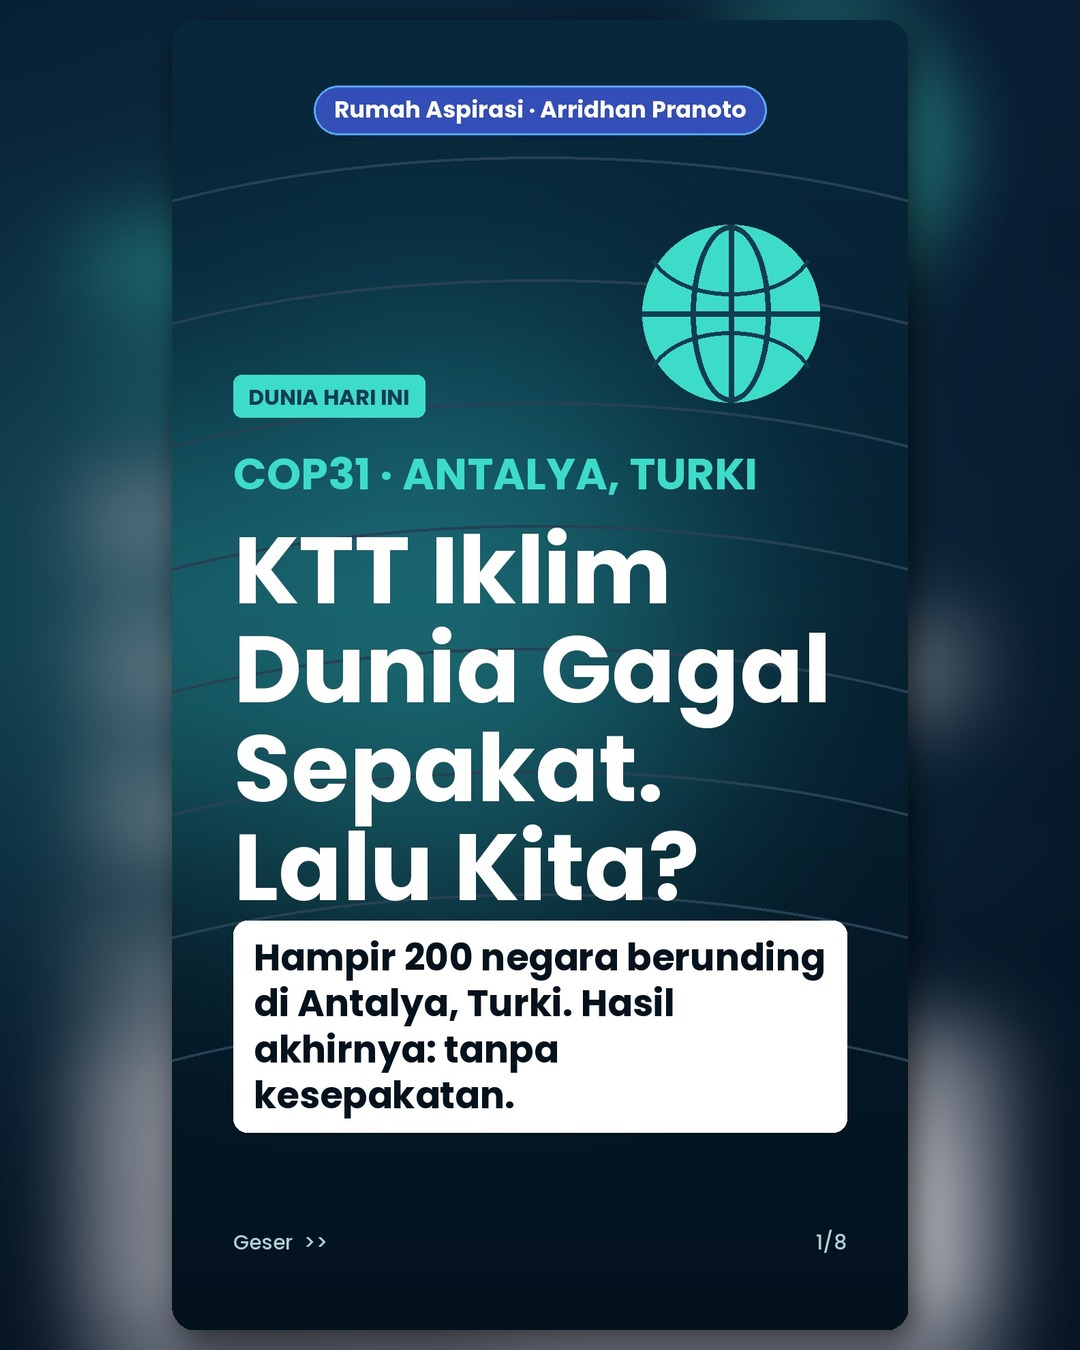 Rumah Aspirasi · Arridhan Pranoto
DUNIA HARI INI
COP31 · ANTALYA, TURKI
KTT Iklim
Dunia Gagal
Sepakat.
Lalu Kita?
Hampir 200 negara berunding
di Antalya, Turki. Hasil
akhirnya: tanpa
kesepakatan.
Geser >>
1/8